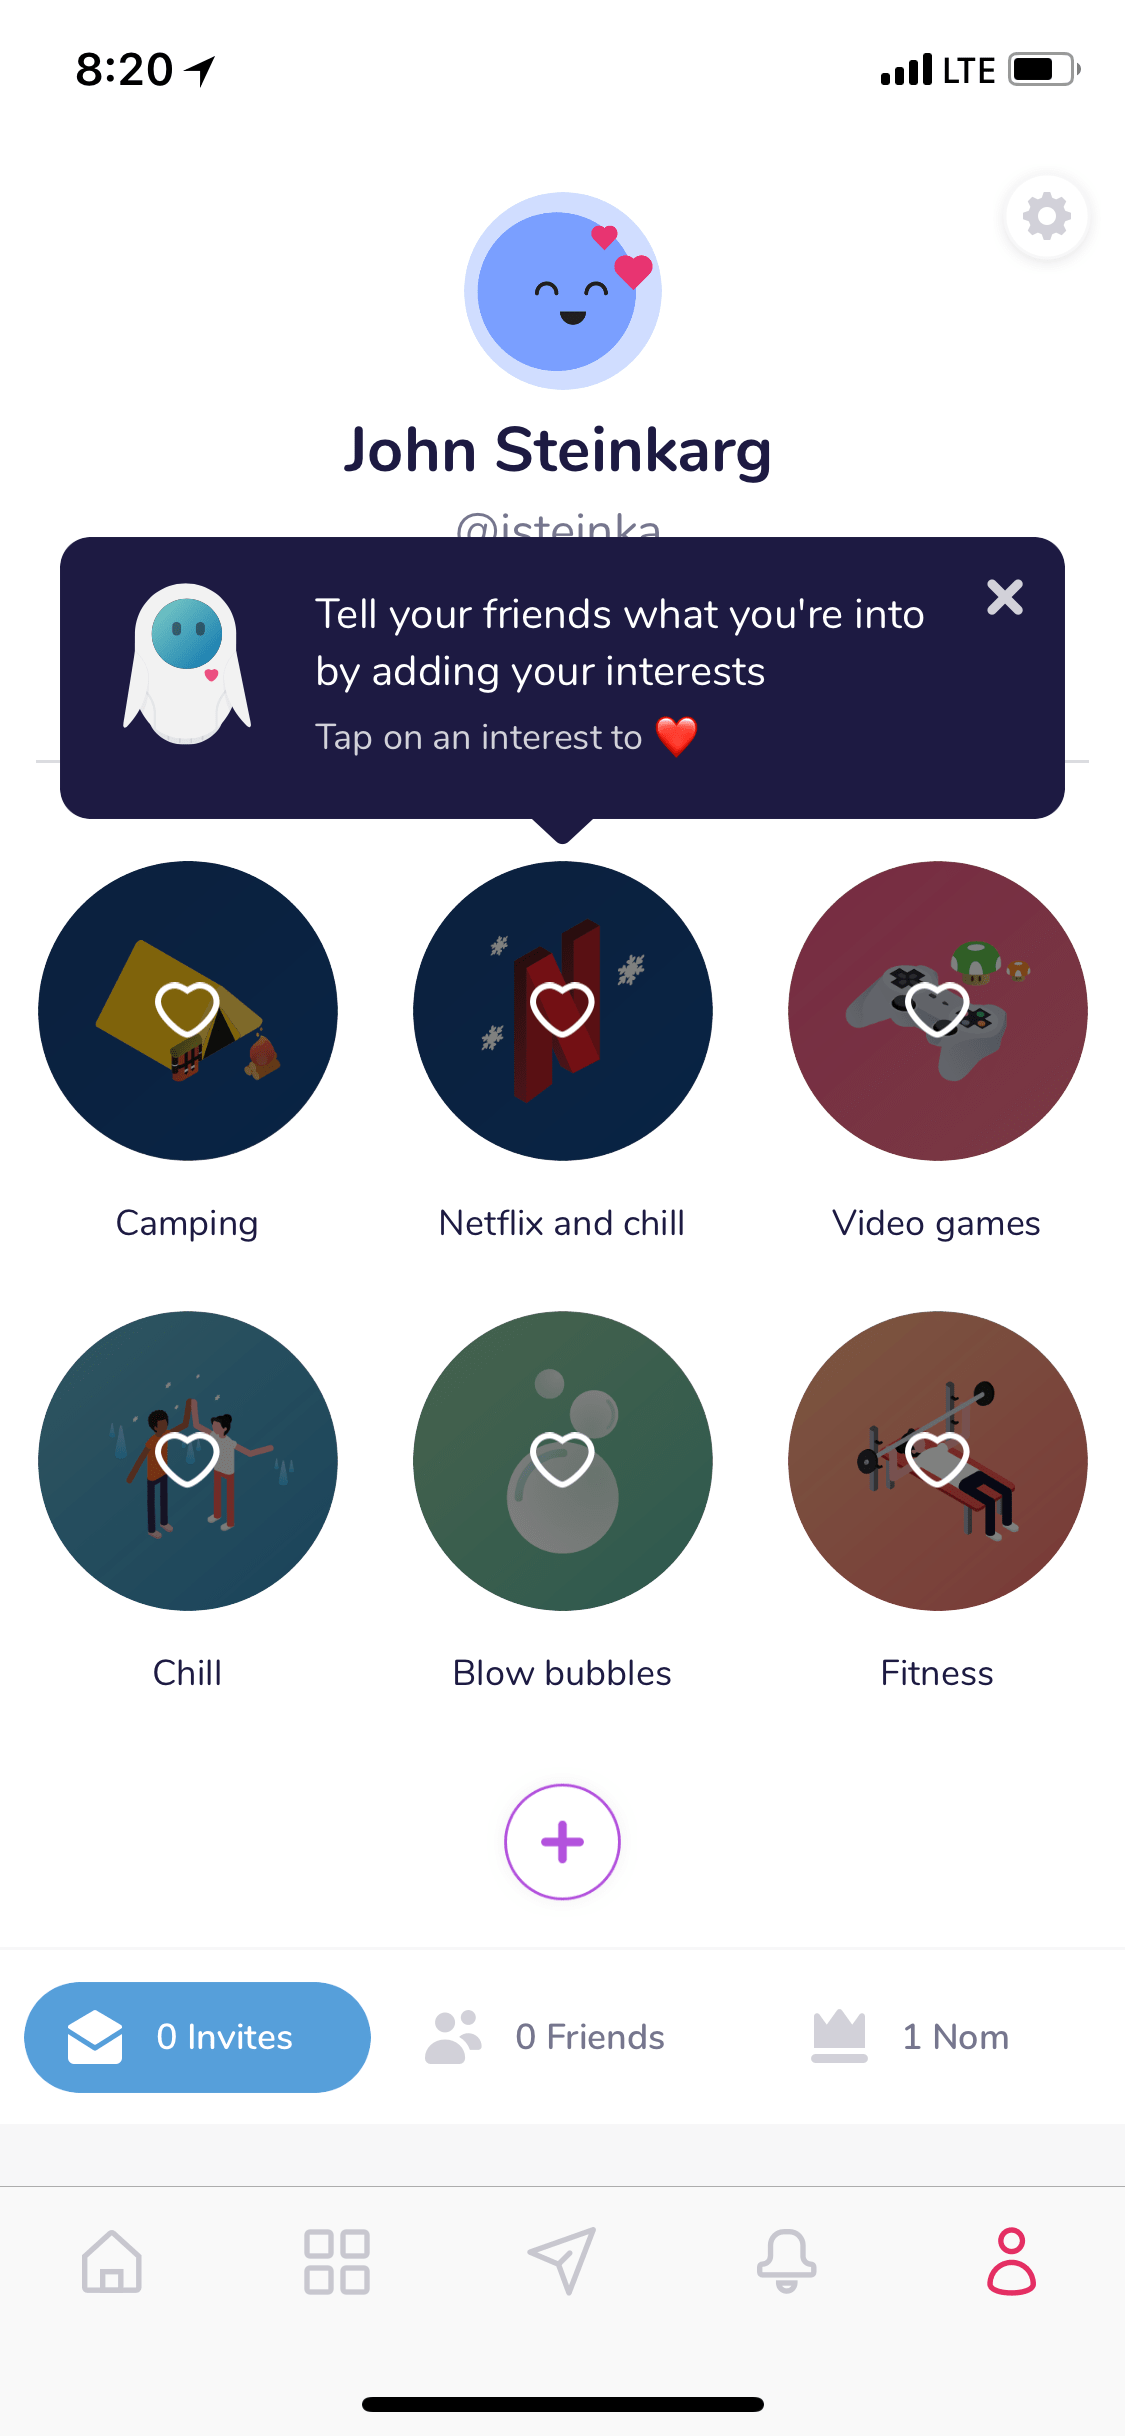 8:20
LTE
John Steinkarg
@jsteinka
Tell your friends what you're into
by adding your interests
Tap on an interest to ❤️
Camping
Netflix and chill
Video games
Chill
Blow bubbles
Fitness
0 Invites
0 Friends
1 Nom